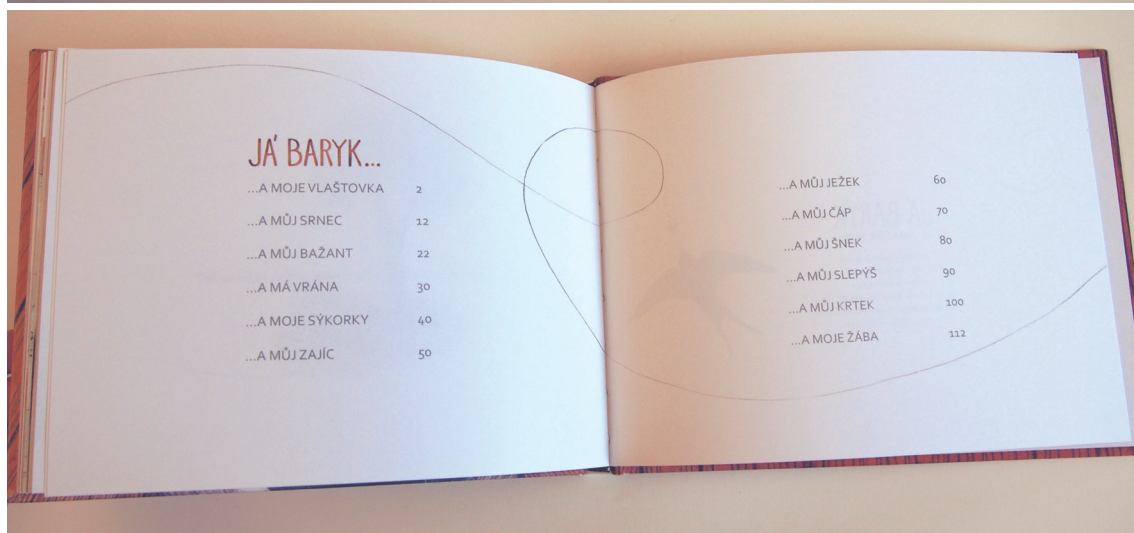 JÁ BARYK...
...A MOJE VLAŠTOVKA 2
...A MŮJ SRNEC 12
...A MŮJ BAŽANT 22
...A MÁ VRÁNA 30
...A MOJE SÝKORKY 40
...A MŮJ ZAJÍC 50
...A MŮJ JEŽEK 60
...A MŮJ ČÁP 70
...A MŮJ ŠNEK 80
...A MŮJ SLEPÝŠ 90
...A MŮJ KRTEK 100
...A MOJE ŽÁBA 112